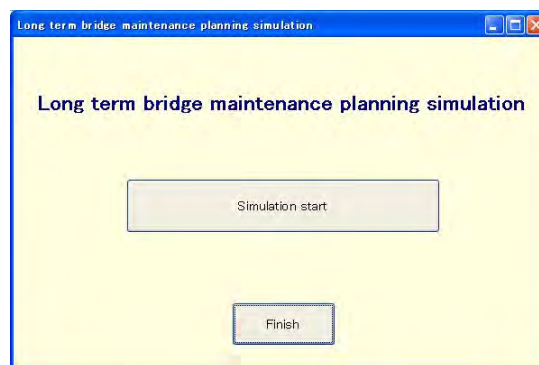 Long term bridge maintenance planning simulation
Long term bridge maintenance planning simulation
Simulation start
Finish